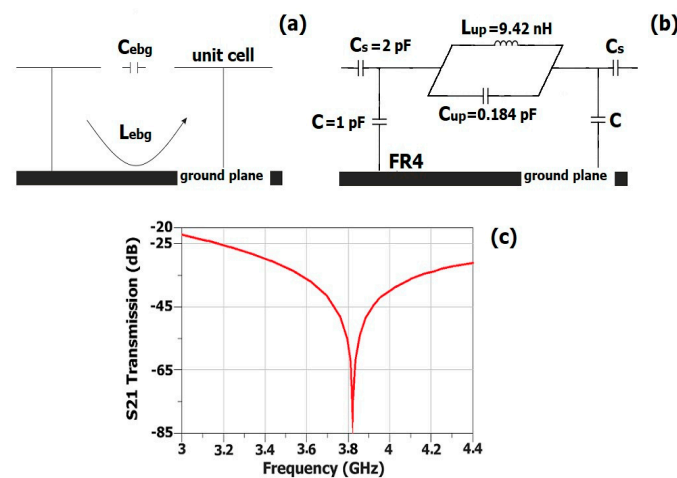 (a)
Cebg
unit cell
Lebg
ground plane
(b)
Lup=9.42 nH
Cs=2 pF
Cs
Cup=0.184 pF
C=1 pF
C
FR4
ground plane
(c)
S21 Transmission (dB)
-20
-25
-45
-65
-85
3 3.2 3.4 3.6 3.8 4 4.2 4.4
Frequency (GHz)